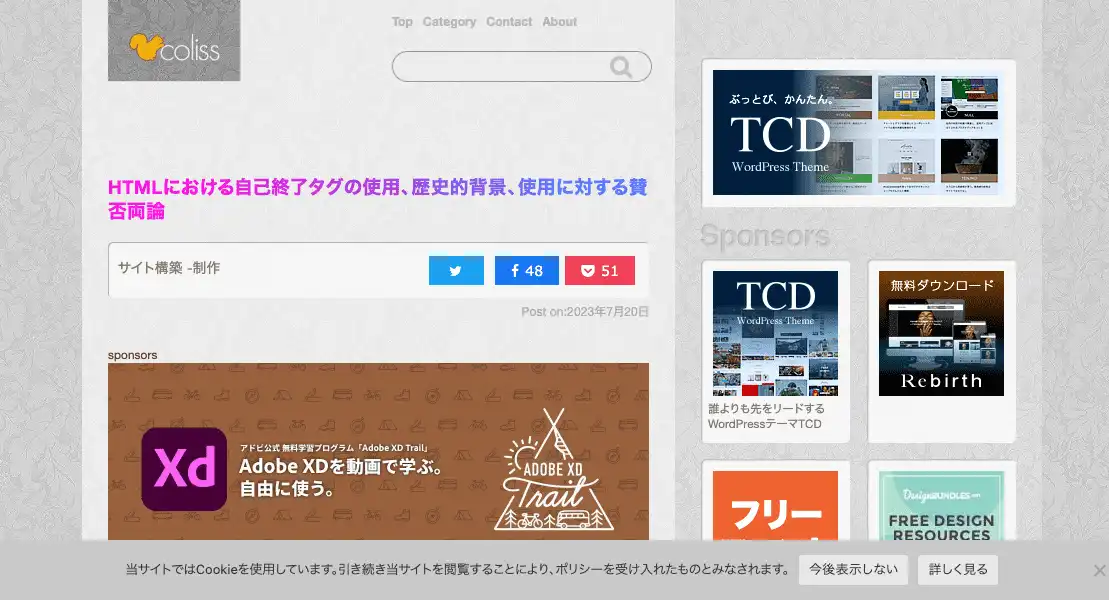 coliss
Top Category Contact About
ぶっとび、かんたん。
TCD
WordPress Theme
HTMLにおける自己終了タグの使用、歴史的背景、使用に対する賛
否両論
サイト構築 -制作
48
51
Post on:2023年7月20日
Sponsors
TCD
WordPress Theme
誰よりも先をリードする
WordPressテーマTCD
無料ダウンロード
Rebirth
sponsors
Xd
アドビ公式 無料学習プログラム「Adobe XD Trail」
Adobe XDを動画で学ぶ。
自由に使う。
ADOBE XD
Trail
フリー
DesignBUNDLES.com
FREE DESIGN
RESOURCES
当サイトではCookieを使用しています。引き続き当サイトを閲覧することにより、ポリシーを受け入れたものとみなされます。
今後表示しない
詳しく見る